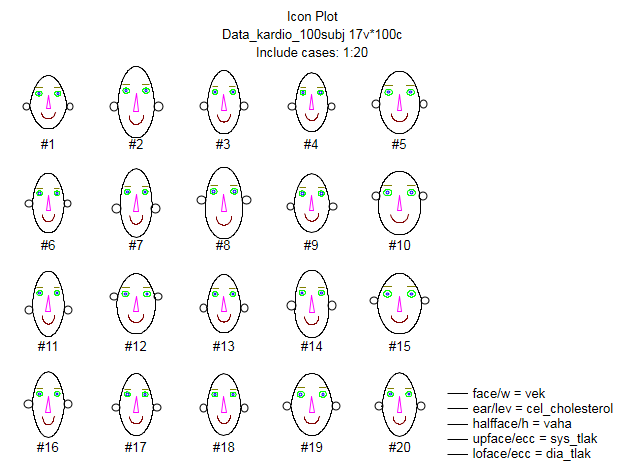 Icon Plot
Data_kardio_100subj 17v*100c
Include cases: 1:20
#1 #2 #3 #4 #5
#6 #7 #8 #9 #10
#11 #12 #13 #14 #15
#16 #17 #18 #19 #20
face/w = vek
ear/lev = cel_cholesterol
halfface/h = vaha
upface/ecc = sys_tlak
loface/ecc = dia_tlak